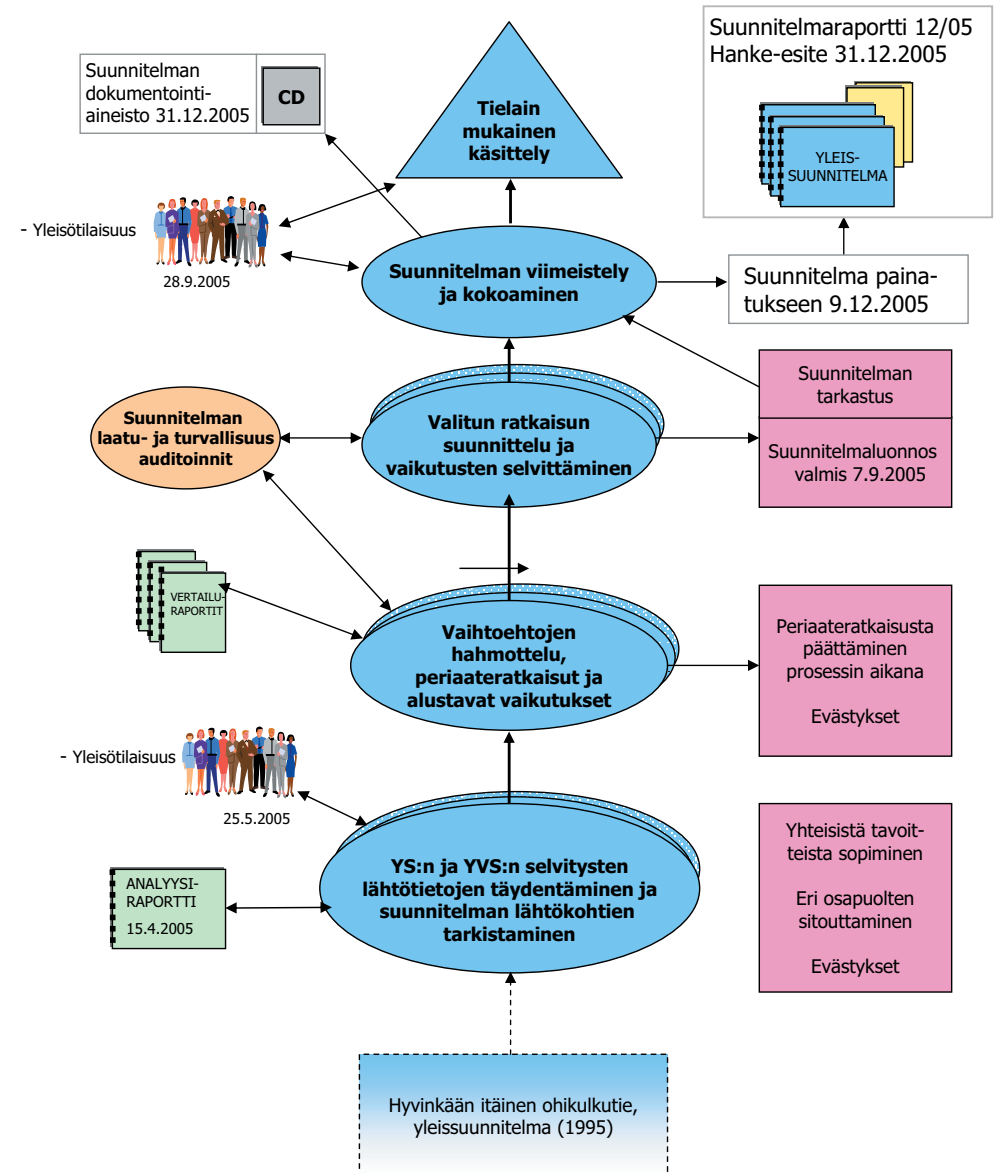 Suunnitelmaraportti 12/05
Hanke-esite 31.12.2005
YLEIS-
SUUNNITELMA
Suunnitelman
dokumentointi-
aineisto 31.12.2005
CD
Tielain
mukainen
käsittely
- Yleisötilaisuus
28.9.2005
Suunnitelman viimeistely
ja kokoaminen
Suunnitelma paina-
tukseen 9.12.2005
Suunnitelman
tarkastus
Suunnitelmaluonnos
valmis 7.9.2005
Suunnitelman
laatu- ja turvallisuus
auditoinnit
Valitun ratkaisun
suunnittelu ja
vaikutusten selvittäminen
VERTAILU-
RAPORTIT
Vaihtoehtojen
hahmottelu,
periaateratkaisut ja
alustavat vaikutukset
Periaateratkaisusta
päättäminen
prosessin aikana
Evästykset
- Yleisötilaisuus
25.5.2005
ANALYYSI-
RAPORTTI
15.4.2005
YS:n ja YVS:n selvitysten
lähtötietojen täydentäminen ja
suunnitelman lähtökohtien
tarkistaminen
Yhteisistä tavoit-
teista sopiminen
Eri osapuolten
sitouttaminen
Evästykset
Hyvinkään itäinen ohikulkutie,
yleissuunnitelma (1995)